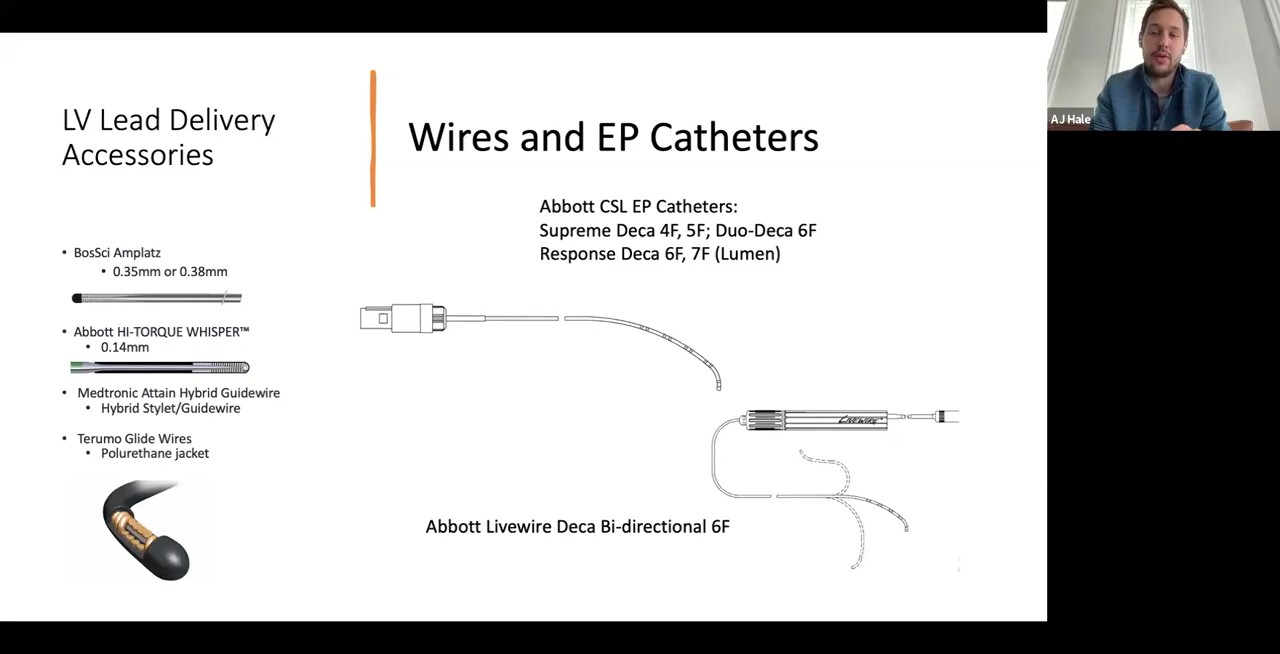 LV Lead Delivery
Accessories
Wires and EP Catheters
Abbott CSL EP Catheters:
Supreme Deca 4F, 5F; Duo-Deca 6F
Response Deca 6F, 7F (Lumen)
• BosSci Amplatz
• 0.35mm or 0.38mm
• Abbott HI-TORQUE WHISPER™
• 0.14mm
• Medtronic Attain Hybrid Guidewire
• Hybrid Stylet/Guidewire
• Terumo Glide Wires
• Polurethane jacket
LIVEWIRE
Abbott Livewire Deca Bi-directional 6F
AJ Hale